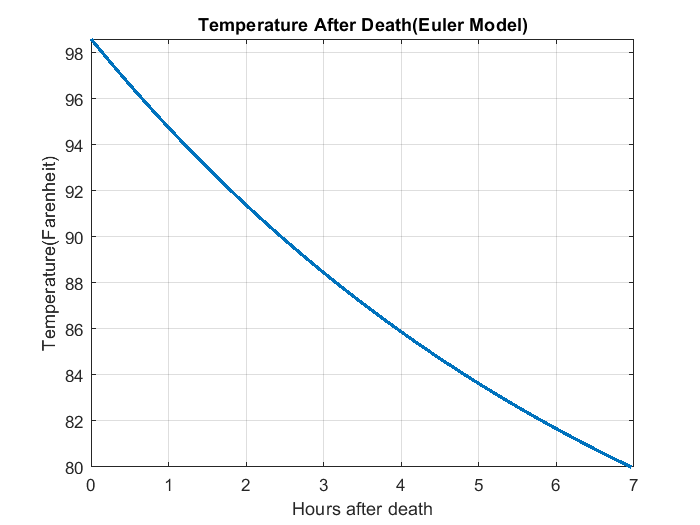 Temperature After Death(Euler Model)
98
96
94
92
90
88
86
84
82
80
Temperature(Farenheit)
0 1 2 3 4 5 6 7
Hours after death